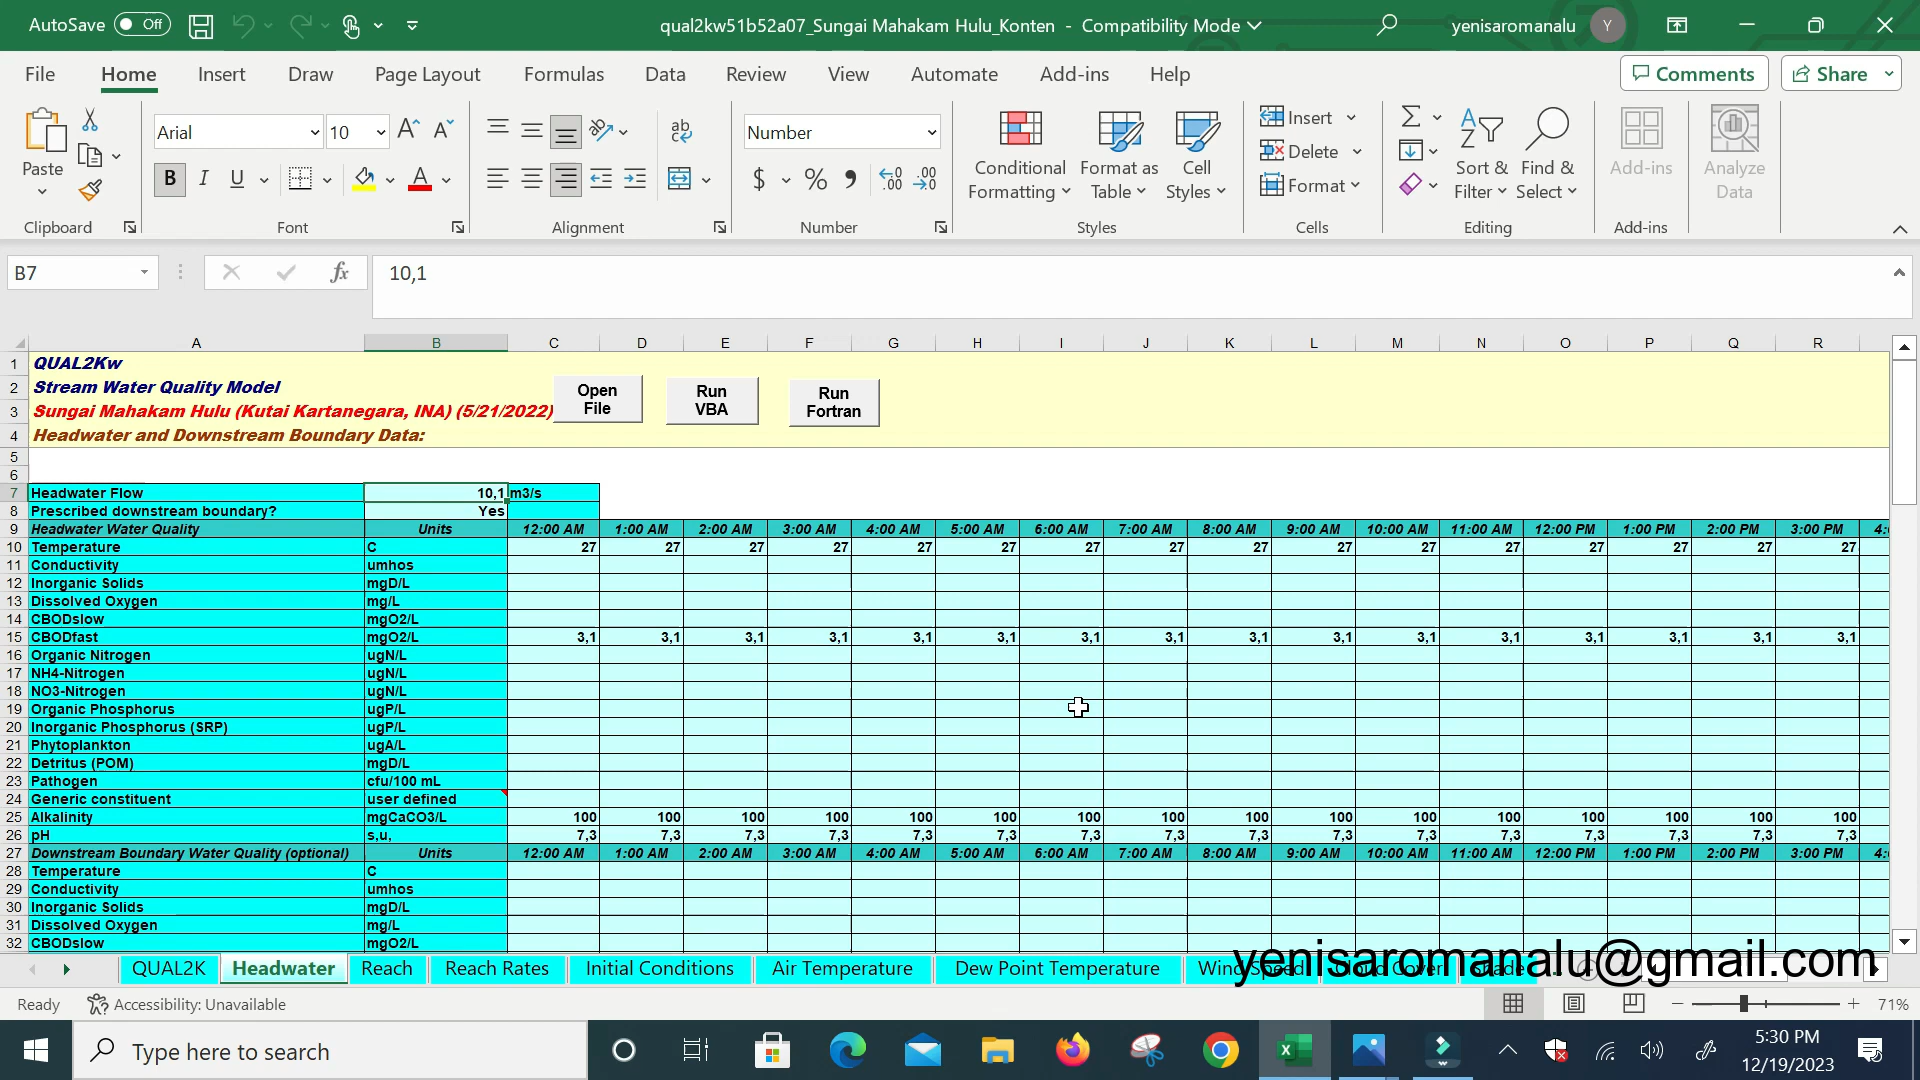 AutoSave Off qual2kw51b52a07_Sungai Mahakam Hulu_Konten - Compatibility Mode yenisaromanalu Y
File Home Insert Draw Page Layout Formulas Data Review View Automate Add-ins Help Comments Share
Paste Arial 10 ab Number Conditional Formatting Format as Table Cell Styles Insert Delete Format Sort & Filter Find & Select Add-ins Analyze Data
Clipboard Font Alignment Number Styles Cells Editing Add-ins
B7 fx 10,1
A B C D E F G H I J K L M N O P Q R
1 QUAL2Kw
2 Stream Water Quality Model
3 Sungai Mahakam Hulu (Kutai Kartanegara, INA) (5/21/2022)
4 Headwater and Downstream Boundary Data:
Open File Run VBA Run Fortran
5
6
7 Headwater Flow 10,1 m3/s
8 Prescribed downstream boundary? Yes
9 Headwater Water Quality Units 12:00 AM 1:00 AM 2:00 AM 3:00 AM 4:00 AM 5:00 AM 6:00 AM 7:00 AM 8:00 AM 9:00 AM 10:00 AM 11:00 AM 12:00 PM 1:00 PM 2:00 PM 3:00 PM 4:
10 Temperature C 27 27 27 27 27 27 27 27 27 27 27 27 27 27 27 27
11 Conductivity umhos
12 Inorganic Solids mgD/L
13 Dissolved Oxygen mg/L
14 CBODslow mgO2/L
15 CBODfast mgO2/L 3,1 3,1 3,1 3,1 3,1 3,1 3,1 3,1 3,1 3,1 3,1 3,1 3,1 3,1 3,1 3,1
16 Organic Nitrogen ugN/L
17 NH4-Nitrogen ugN/L
18 NO3-Nitrogen ugN/L
19 Organic Phosphorus ugP/L
20 Inorganic Phosphorus (SRP) ugP/L
21 Phytoplankton ugA/L
22 Detritus (POM) mgD/L
23 Pathogen cfu/100 mL
24 Generic constituent user defined
25 Alkalinity mgCaCO3/L 100 100 100 100 100 100 100 100 100 100 100 100 100 100 100 100
26 pH s,u, 7,3 7,3 7,3 7,3 7,3 7,3 7,3 7,3 7,3 7,3 7,3 7,3 7,3 7,3 7,3 7,3
27 Downstream Boundary Water Quality (optional) Units 12:00 AM 1:00 AM 2:00 AM 3:00 AM 4:00 AM 5:00 AM 6:00 AM 7:00 AM 8:00 AM 9:00 AM 10:00 AM 11:00 AM 12:00 PM 1:00 PM 2:00 PM 3:00 PM 4:
28 Temperature C
29 Conductivity umhos
30 Inorganic Solids mgD/L
31 Dissolved Oxygen mg/L
32 CBODslow mgO2/L
QUAL2K Headwater Reach Reach Rates Initial Conditions Air Temperature Dew Point Temperature Wind Speed Cloud Cover Shade
yenisaromanalu@gmail.com
Ready Accessibility: Unavailable 71%
Type here to search 5:30 PM
12/19/2023